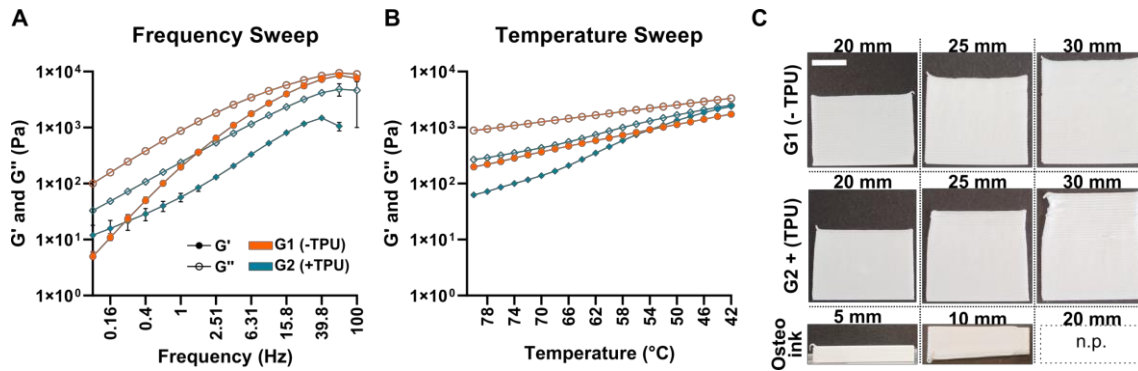 A
Frequency Sweep
G' and G'' (Pa)
1×10⁴
1×10³
1×10²
1×10¹
1×10⁰
G'
G''
G1 (-TPU)
G2 (+TPU)
0.16
0.4
1
2.51
6.31
15.8
39.8
100
Frequency (Hz)
B
Temperature Sweep
G' and G'' (Pa)
1×10⁴
1×10³
1×10²
1×10¹
1×10⁰
78
74
70
66
62
58
54
50
46
42
Temperature (°C)
C
20 mm 25 mm 30 mm
G1 (- TPU)
20 mm 25 mm 30 mm
G2 + (TPU)
5 mm 10 mm 20 mm
Osteo
ink
n.p.